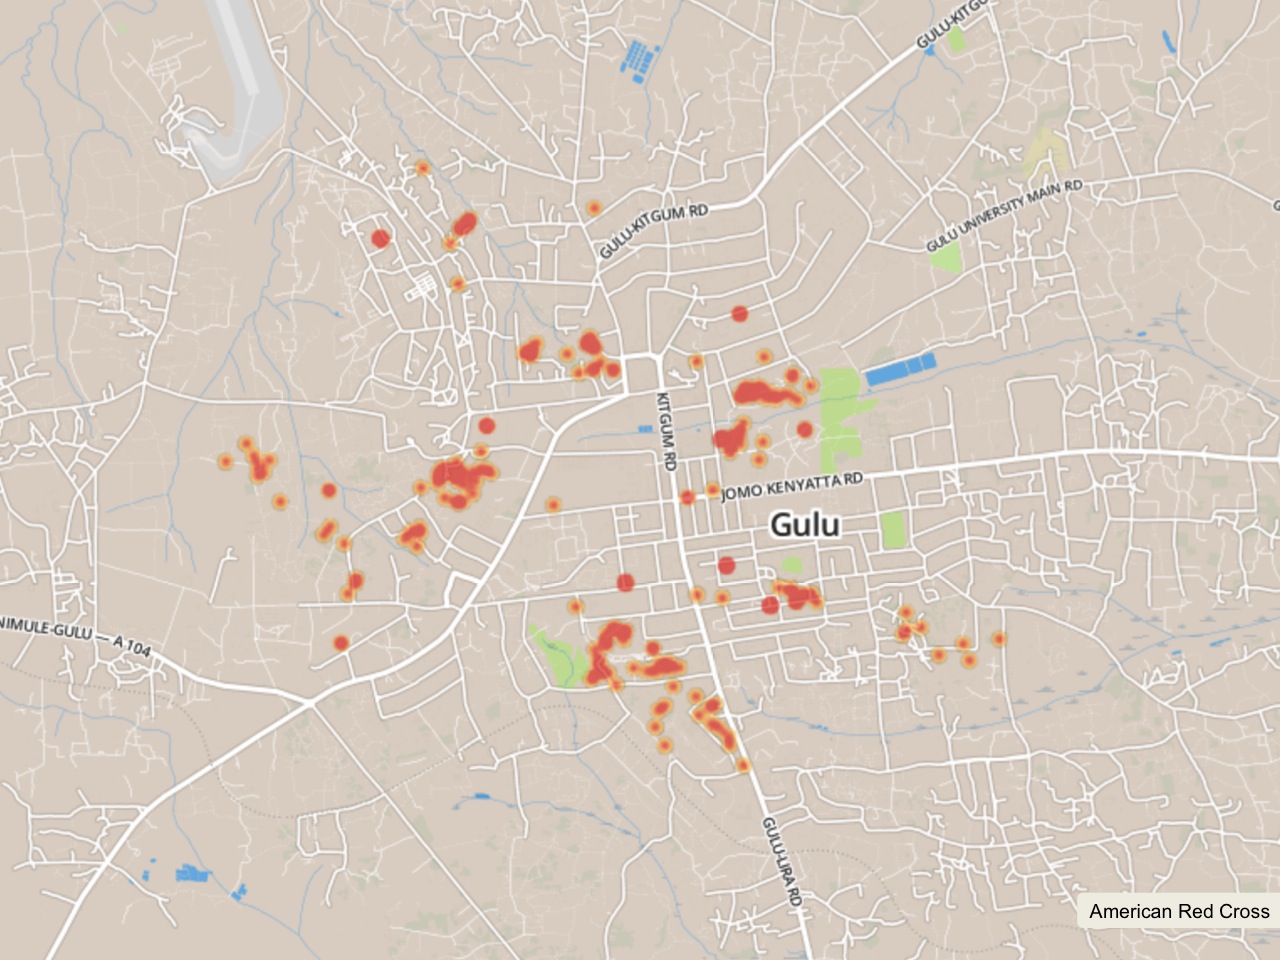 GULU-KITGU
GULU UNIVERSITY MAIN RD
G
GULU-KITGUM RD
KITGUM RD
JOMO KENYATTA RD
Gulu
NIMULE-GULU — A 104
GULU-LIRA RD
American Red Cross